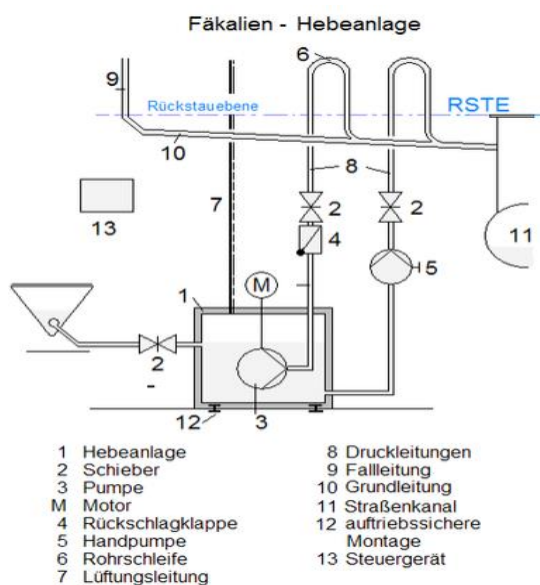 Fäkalien - Hebeanlage
6
9
Rückstauebene
RSTE
10
8
7
2
2
13
4
11
5
M
1
2
12
3
1 Hebeanlage
2 Schieber
3 Pumpe
M Motor
4 Rückschlagklappe
5 Handpumpe
6 Rohrschleife
7 Lüftungsleitung
8 Druckleitungen
9 Fallleitung
10 Grundleitung
11 Straßenkanal
12 auftriebssichere
Montage
13 Steuergerät